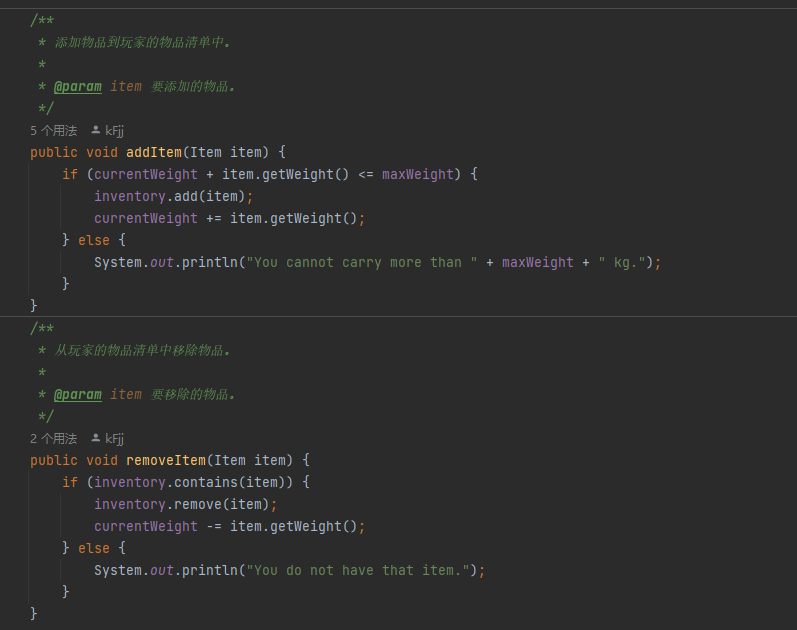 /**
 * 添加物品到玩家的物品清单中.
 *
 * @param item 要添加的物品.
 */
5 个用法 kFjj
public void addItem(Item item) {
    if (currentWeight + item.getWeight() <= maxWeight) {
        inventory.add(item);
        currentWeight += item.getWeight();
    } else {
        System.out.println("You cannot carry more than " + maxWeight + " kg.");
    }
}
/**
 * 从玩家的物品清单中移除物品.
 *
 * @param item 要移除的物品.
 */
2 个用法 kFjj
public void removeItem(Item item) {
    if (inventory.contains(item)) {
        inventory.remove(item);
        currentWeight -= item.getWeight();
    } else {
        System.out.println("You do not have that item.");
    }
}